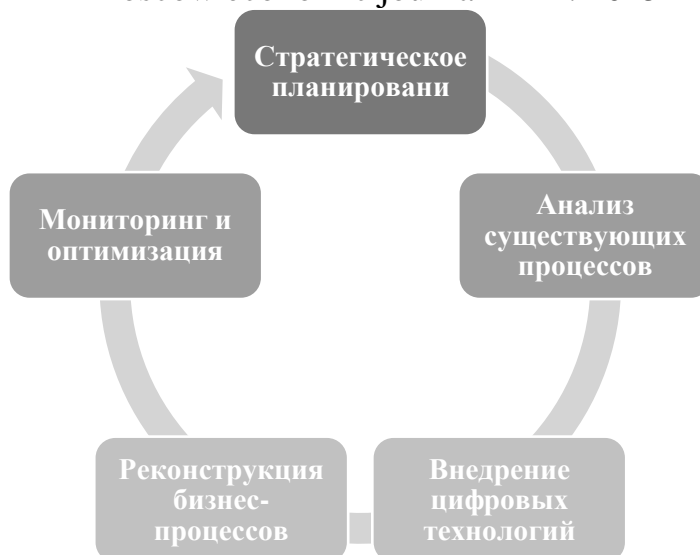 Стратегическое
планировани
Анализ
существующих
процессов
Внедрение
цифровых
технологий
Реконструкция
бизнес-
процессов
Мониторинг и
оптимизация